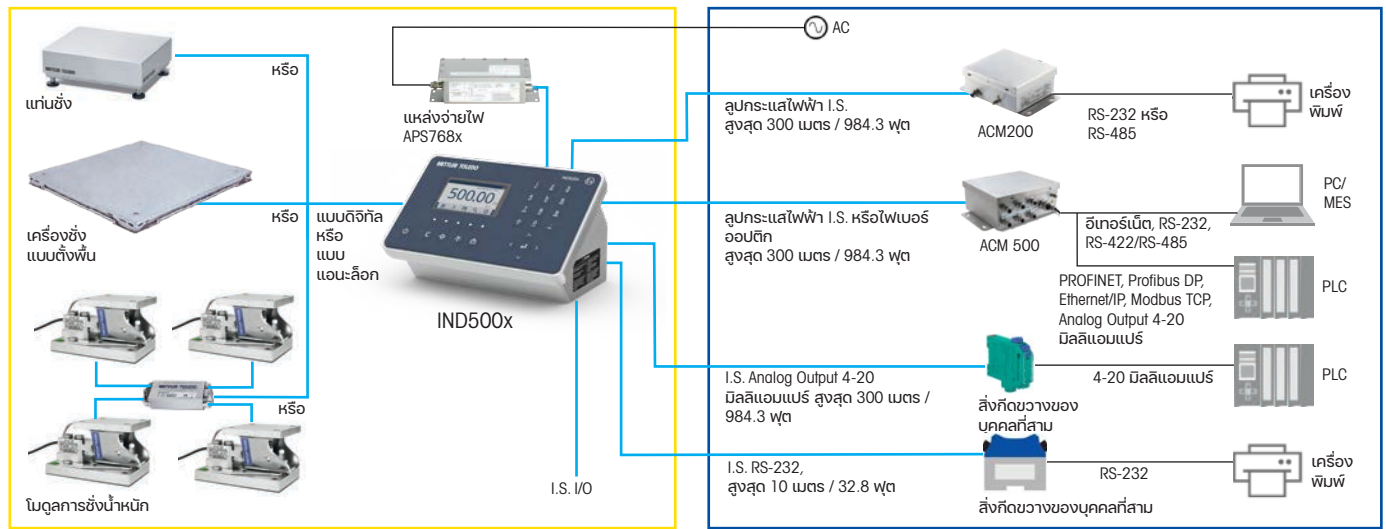 แท่นชั่ง
หรือ
เครื่องชั่ง
แบบตั้งพื้น
หรือ
โมดูลการชั่งน้ำหนัก
หรือ
แบบดิจิทัล
หรือ
แบบ
แอนะล็อก
แหล่งจ่ายไฟ
APS768x
METTLER TOLEDO
500.00
IND500x
I.S. I/O
AC
ลูปกระแสไฟฟ้า I.S.
สูงสุด 300 เมตร / 984.3 ฟุต
ACM200
RS-232 หรือ
RS-485
เครื่อง
พิมพ์
ลูปกระแสไฟฟ้า I.S. หรือไฟเบอร์
ออปติก
สูงสุด 300 เมตร / 984.3 ฟุต
ACM 500
อีเทอร์เน็ต, RS-232,
RS-422/RS-485
PC/
MES
PROFINET, Profibus DP,
Ethernet/IP, Modbus TCP,
Analog Output 4-20
มิลลิแอมแปร์
PLC
I.S. Analog Output 4-20
มิลลิแอมแปร์ สูงสุด 300 เมตร /
984.3 ฟุต
สิ่งกีดขวางของ
บุคคลที่สาม
4-20 มิลลิแอมแปร์
PLC
I.S. RS-232,
สูงสุด 10 เมตร / 32.8 ฟุต
สิ่งกีดขวางของบุคคลที่สาม
RS-232
เครื่อง
พิมพ์